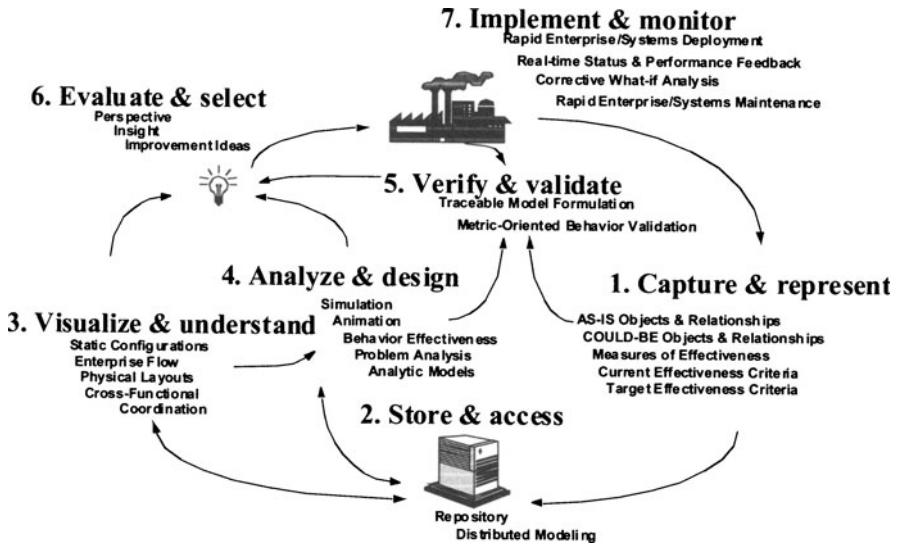 7. Implement & monitor
Rapid Enterprise/Systems Deployment
Real-time Status & Performance Feedback
Corrective What-if Analysis
Rapid Enterprise/Systems Maintenance
6. Evaluate & select
Perspective
Insight
Improvement Ideas
5. Verify & validate
Traceable Model Formulation
Metric-Oriented Behavior Validation
4. Analyze & design
Simulation
Animation
Behavior Effectiveness
Problem Analysis
Analytic Models
1. Capture & represent
AS-IS Objects & Relationships
COULD-BE Objects & Relationships
Measures of Effectiveness
Current Effectiveness Criteria
Target Effectiveness Criteria
3. Visualize & understand
Static Configurations
Enterprise Flow
Physical Layouts
Cross-Functional
Coordination
2. Store & access
Repository
Distributed Modeling